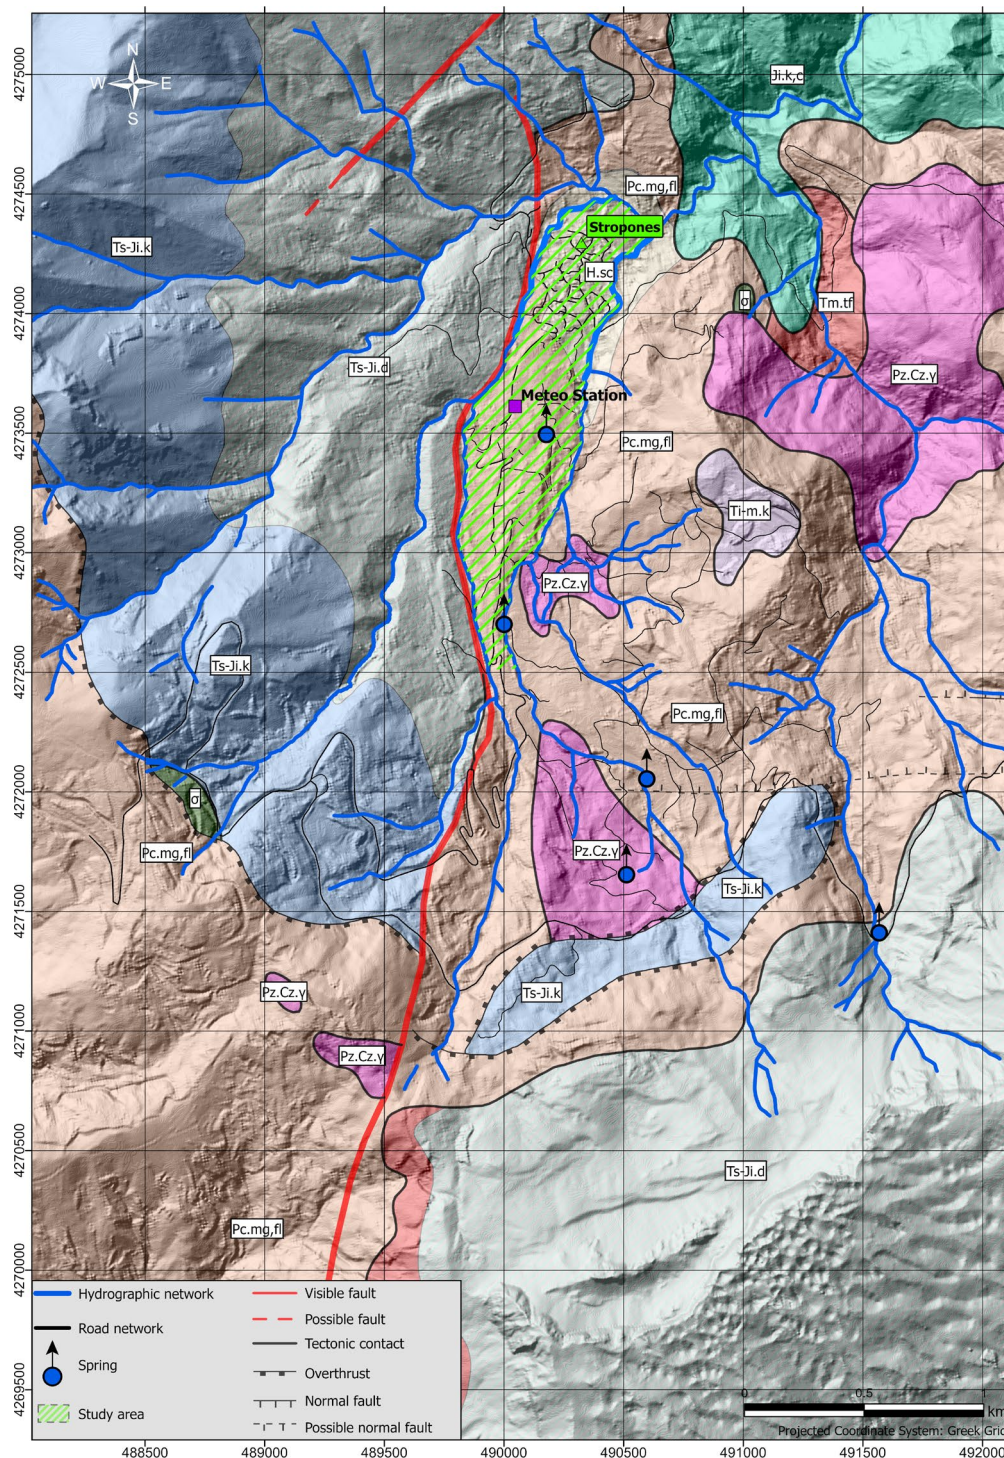 N
W E
S
Ji.k,c
Pc.mg,fl
Stropones
Ts-Ji.k
H.sc
σ
Tm.tf
Ts-Ji.d
Pz.Cz.γ
Meteo Station
Pc.mg,fl
Ti-m.k
Pz.Cz.γ
Ts-Ji.k
Pc.mg,fl
σ
Pc.mg,fl
Pz.Cz.γ
Ts-Ji.k
Pz.Cz.γ
Ts-Ji.k
Pz.Cz.γ
Ts-Ji.d
Pc.mg,fl
4275000
4274500
4274000
4273500
4273000
4272500
4272000
4271500
4271000
4270500
4270000
4269500
Hydrographic network
Road network
Spring
Study area
Visible fault
Possible fault
Tectonic contact
Overthrust
Normal fault
Possible normal fault
0 0.5 1
km
Projected Coordinate System: Greek Grid
488500 489000 489500 490000 490500 491000 491500 492000